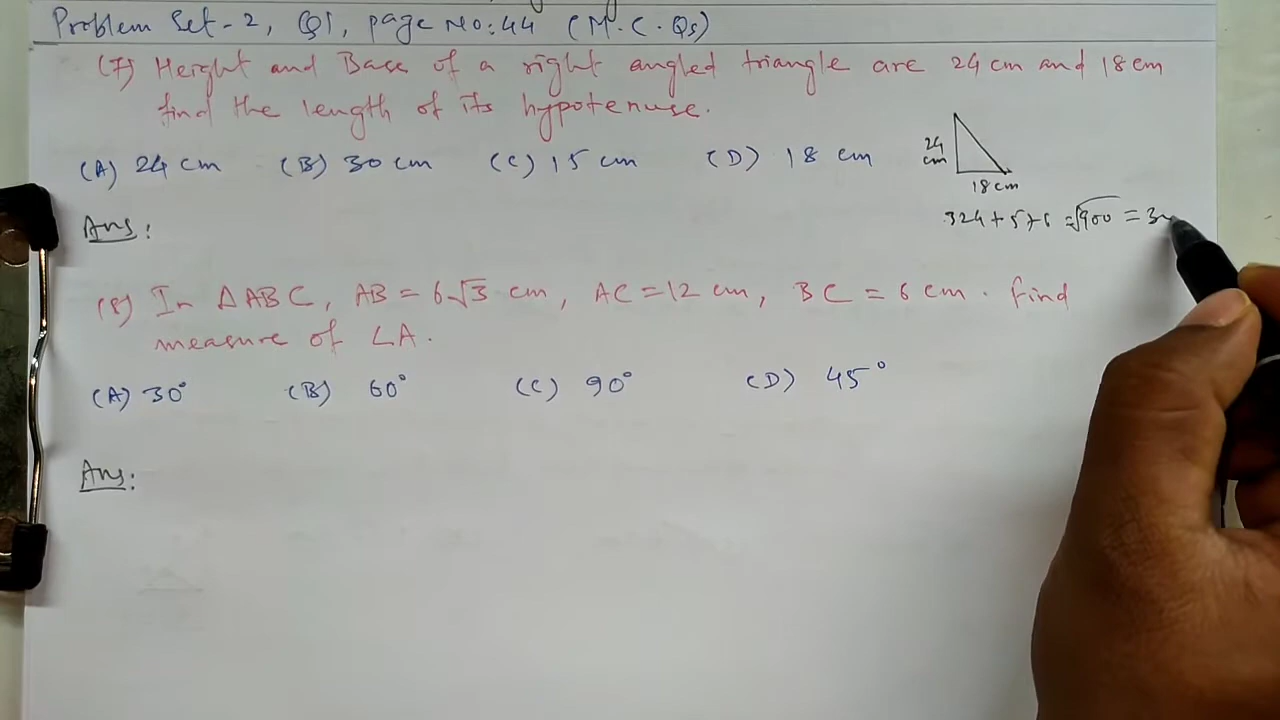 Problem Set-2, Q1, page No:44 (M.C.Qs)
(7) Height and Base of a right angled triangle are 24 cm and 18 cm
find the length of its hypotenuse.
(A) 24 cm (B) 30 cm (C) 15 cm (D) 18 cm
24 cm
18 cm
324 + 576 = √900 = 30
Ans:
(8) In △ABC, AB = 6√3 cm, AC = 12 cm, BC = 6 cm. find
measure of ∠A.
(A) 30° (B) 60° (C) 90° (D) 45°
Ans: